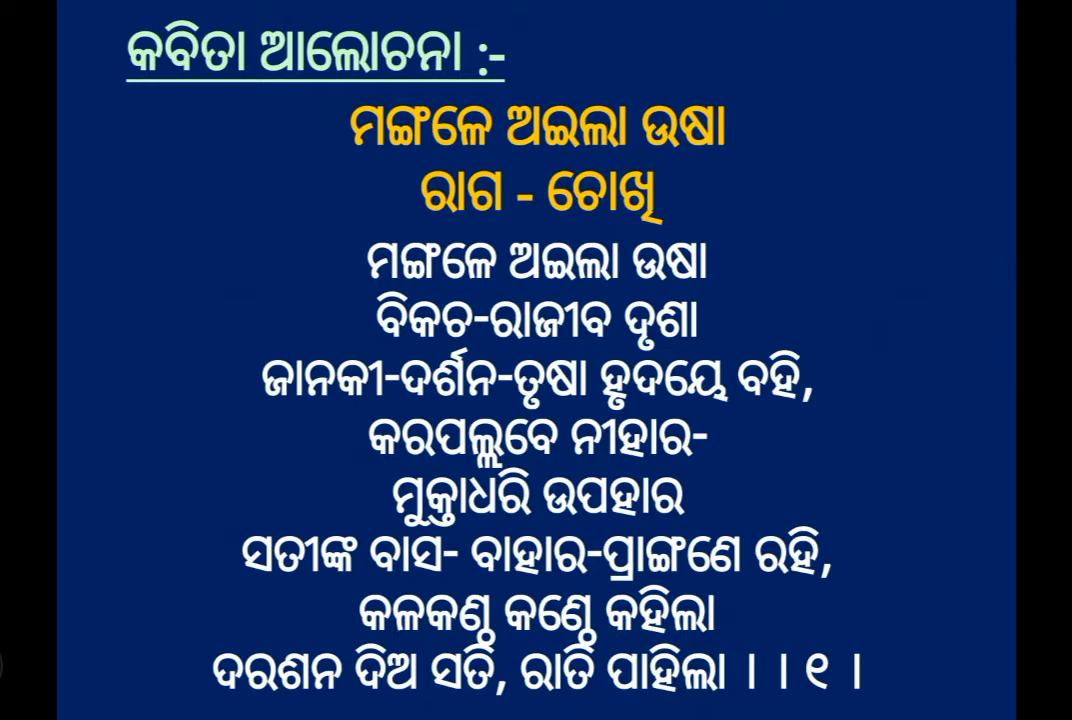 କବିତା ଆଲୋଚନା :-
ମଙ୍ଗଳେ ଅଇଲା ଉଷା
ରାଗ - ଚୋଖି
ମଙ୍ଗଳେ ଅଇଲା ଉଷା
ବିକଚ-ରାଜୀବ ଦୃଶା
ଜାନକୀ-ଦର୍ଶନ-ତୃଷା ହୃଦୟେ ବହି,
କରପଲ୍ଲବେ ନୀହାର-
ମୁକ୍ତାଧରି ଉପହାର
ସତୀଙ୍କ ବାସ- ବାହାର-ପ୍ରାଙ୍ଗଣେ ରହି,
କଳକଣ୍ଠ କଣ୍ଠେ କହିଲା
ଦରଶନ ଦିଅ ସତି, ରାତି ପାହିଲା । । ୧ ।